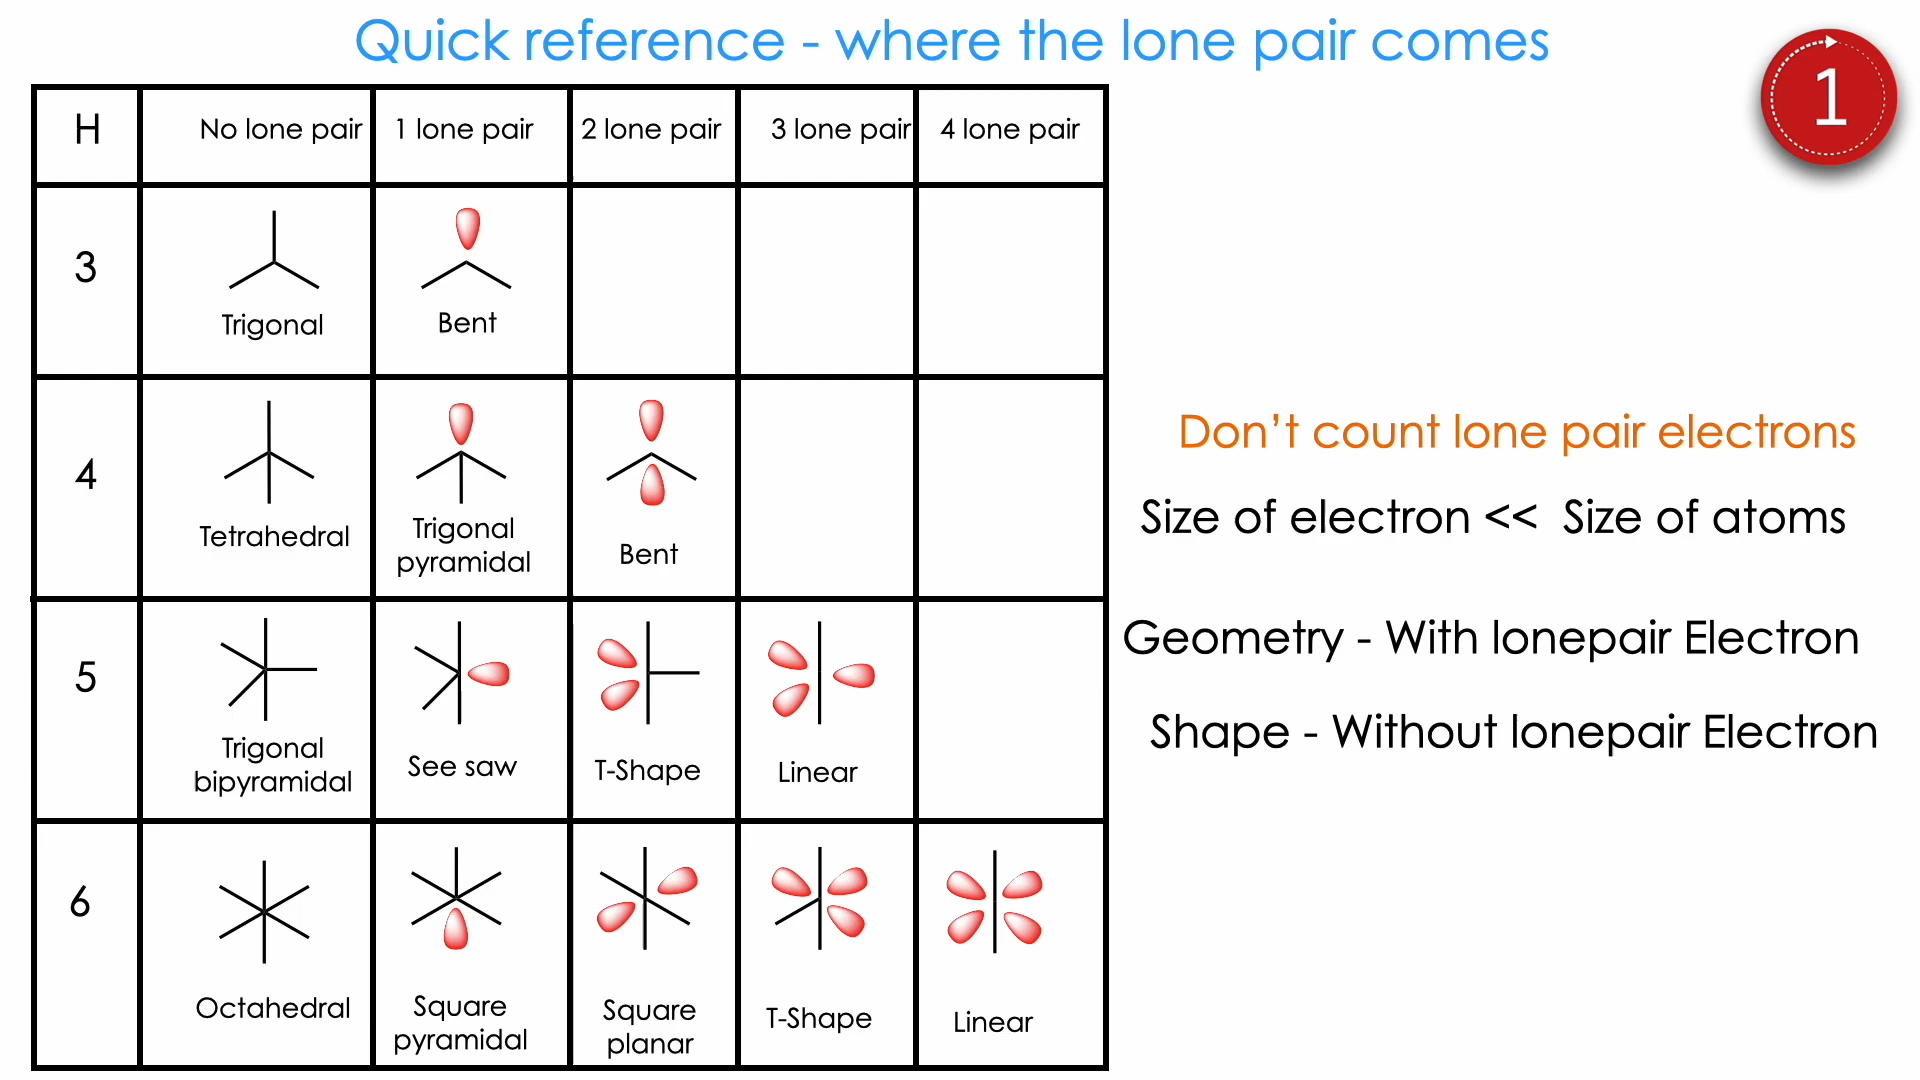 Quick reference - where the lone pair comes
1
H No lone pair 1 lone pair 2 lone pair 3 lone pair 4 lone pair
3
Trigonal Bent
4
Tetrahedral Trigonal pyramidal Bent
5
Trigonal bipyramidal See saw T-Shape Linear
6
Octahedral Square pyramidal Square planar T-Shape Linear
Don’t count lone pair electrons
Size of electron << Size of atoms
Geometry - With lonepair Electron
Shape - Without lonepair Electron